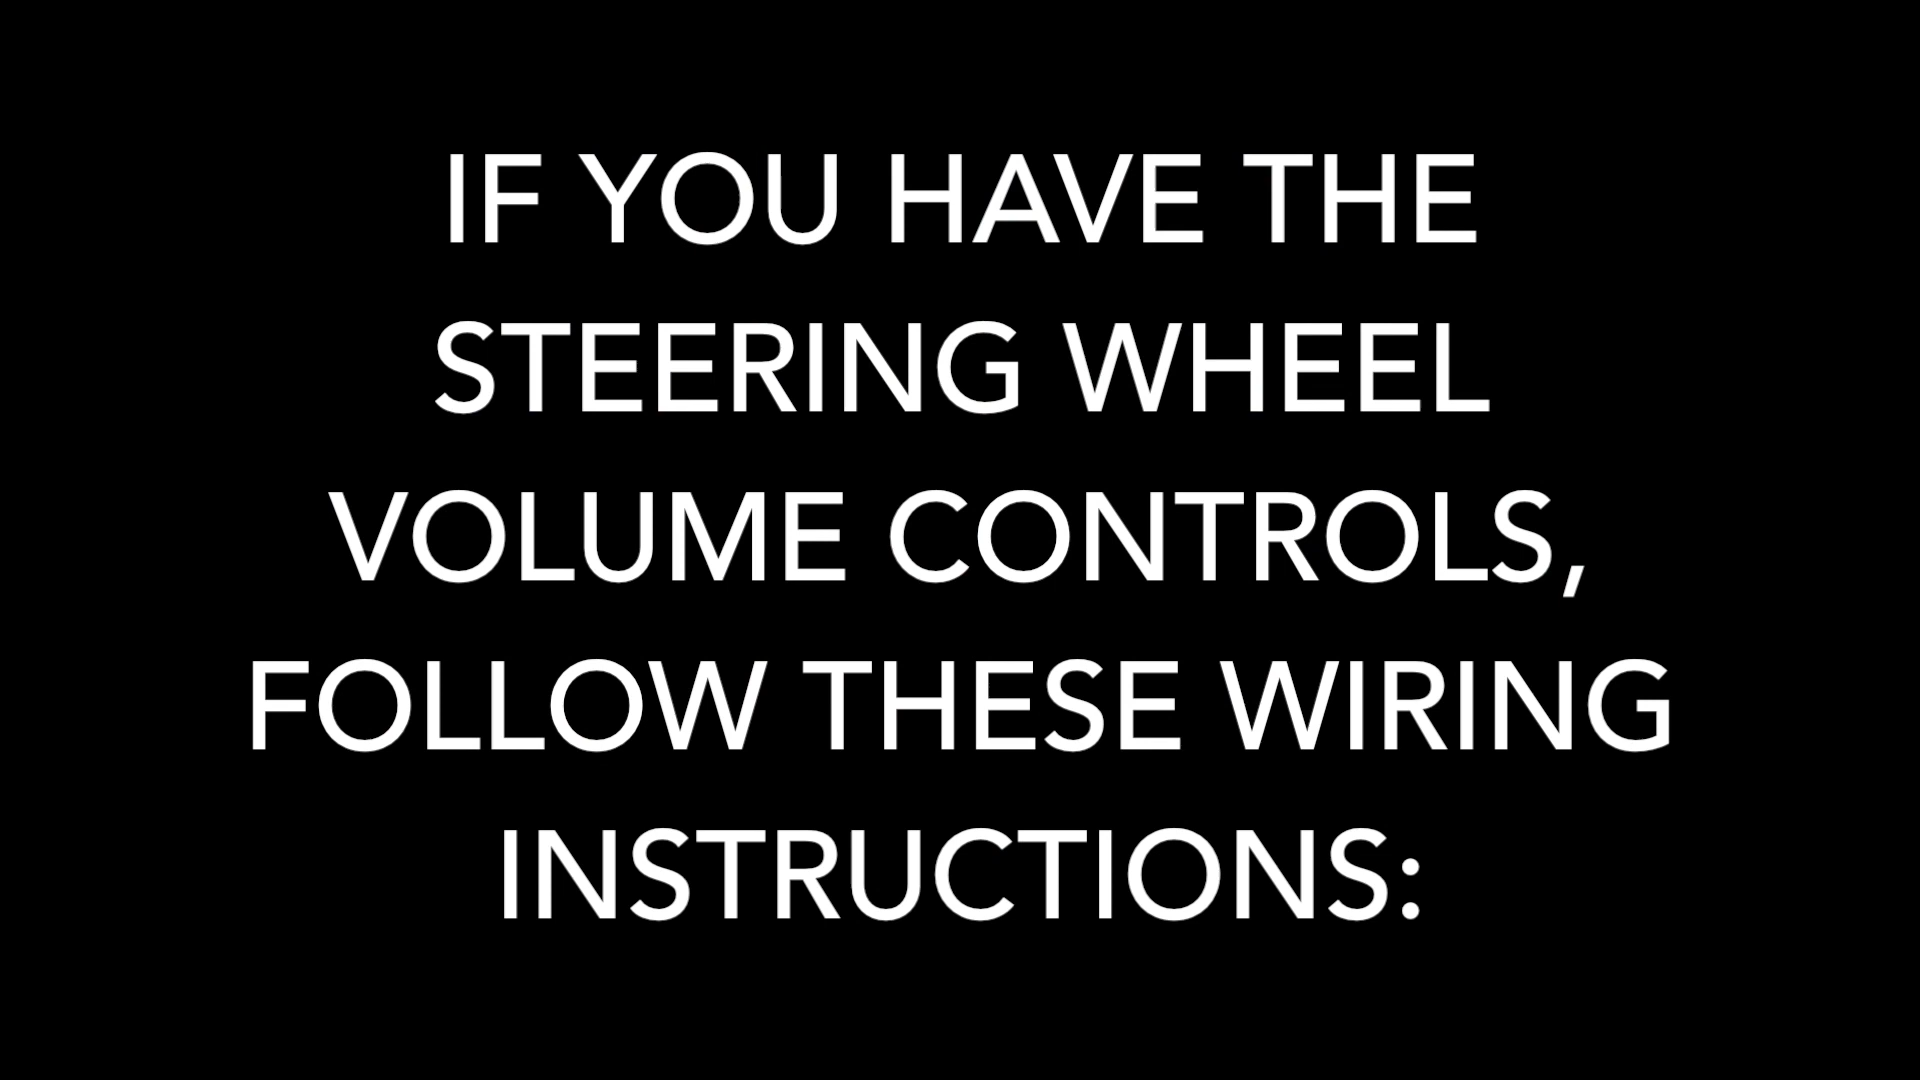 IF YOU HAVE THE
STEERING WHEEL
VOLUME CONTROLS,
FOLLOW THESE WIRING
INSTRUCTIONS: